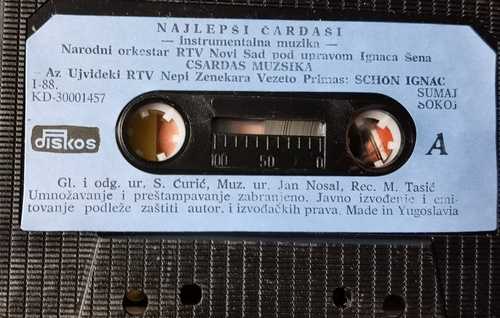 NAJLEPŠI ČARDAŠI
— instrumentalna muzika —
Narodni orkestar RTV Novi Sad pod upravom Ignaca Šena
CSARDAS MUZSIKA
— Az Ujvideki RTV Nepi Zenekara Vezeto Primas: SCHON IGNAC
I-88. SUMAJ
KD-30001457 SOKOJ
diskos
100 50 0
A
Gl. i odg. ur. S. Ćurić, Muz. ur. Jan Nosal, Rec. M. Tasić
Umnožavanje i preštampavanje zabranjeno. Javno izvođenje i emi-
tovanje podleže zaštiti autor. i izvođačkih prava. Made in Yugoslavia